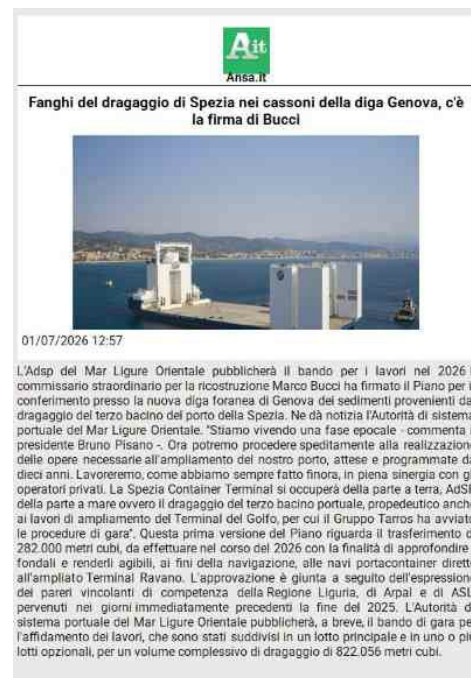 Ait
Ansa.it
Fanghi del dragaggio di Spezia nei cassoni della diga Genova, c'è
la firma di Bucci
01/07/2026 12:57
L'Adsp del Mar Ligure Orientale pubblicherà il bando per i lavori nel 2026
commissario straordinario per la ricostruzione Marco Bucci ha firmato il Piano per i
conferimento presso la nuova diga foranea di Genova dei sedimenti provenienti da
dragaggio del terzo bacino del porto della Spezia. Ne dà notizia l'Autorità di sistema
portuale del Mar Ligure Orientale. "Stiamo vivendo una fase epocale - commenta i
presidente Bruno Pisano -. Ora potremo procedere speditamente alla realizzazione
delle opere necessarie all'ampliamento del nostro porto, attese e programmate da
dieci anni. Lavoreremo, come abbiamo sempre fatto finora, in piena sinergia con gl
operatori privati. La Spezia Container Terminal si occuperà della parte a terra, AdSP
della parte a mare ovvero il dragaggio del terzo bacino portuale, propedeutico anche
ai lavori di ampliamento del Terminal del Golfo, per cui il Gruppo Tarros ha avviato
le procedure di gara". Questa prima versione del Piano riguarda il trasferimento d
282.000 metri cubi, da effettuare nel corso del 2026 con la finalità di approfondire i
fondali e renderli agibili, ai fini della navigazione, alle navi portacontainer dirette
all'ampliato Terminal Ravano. L'approvazione è giunta a seguito dell'espressione
dei pareri vincolanti di competenza della Regione Liguria, di Arpal e di ASL
pervenuti nei giorni immediatamente precedenti la fine del 2025. L'Autorità d
sistema portuale del Mar Ligure Orientale pubblicherà, a breve, il bando di gara pe
l'affidamento dei lavori, che sono stati suddivisi in un lotto principale e in uno o più
lotti opzionali, per un volume complessivo di dragaggio di 822.056 metri cubi.